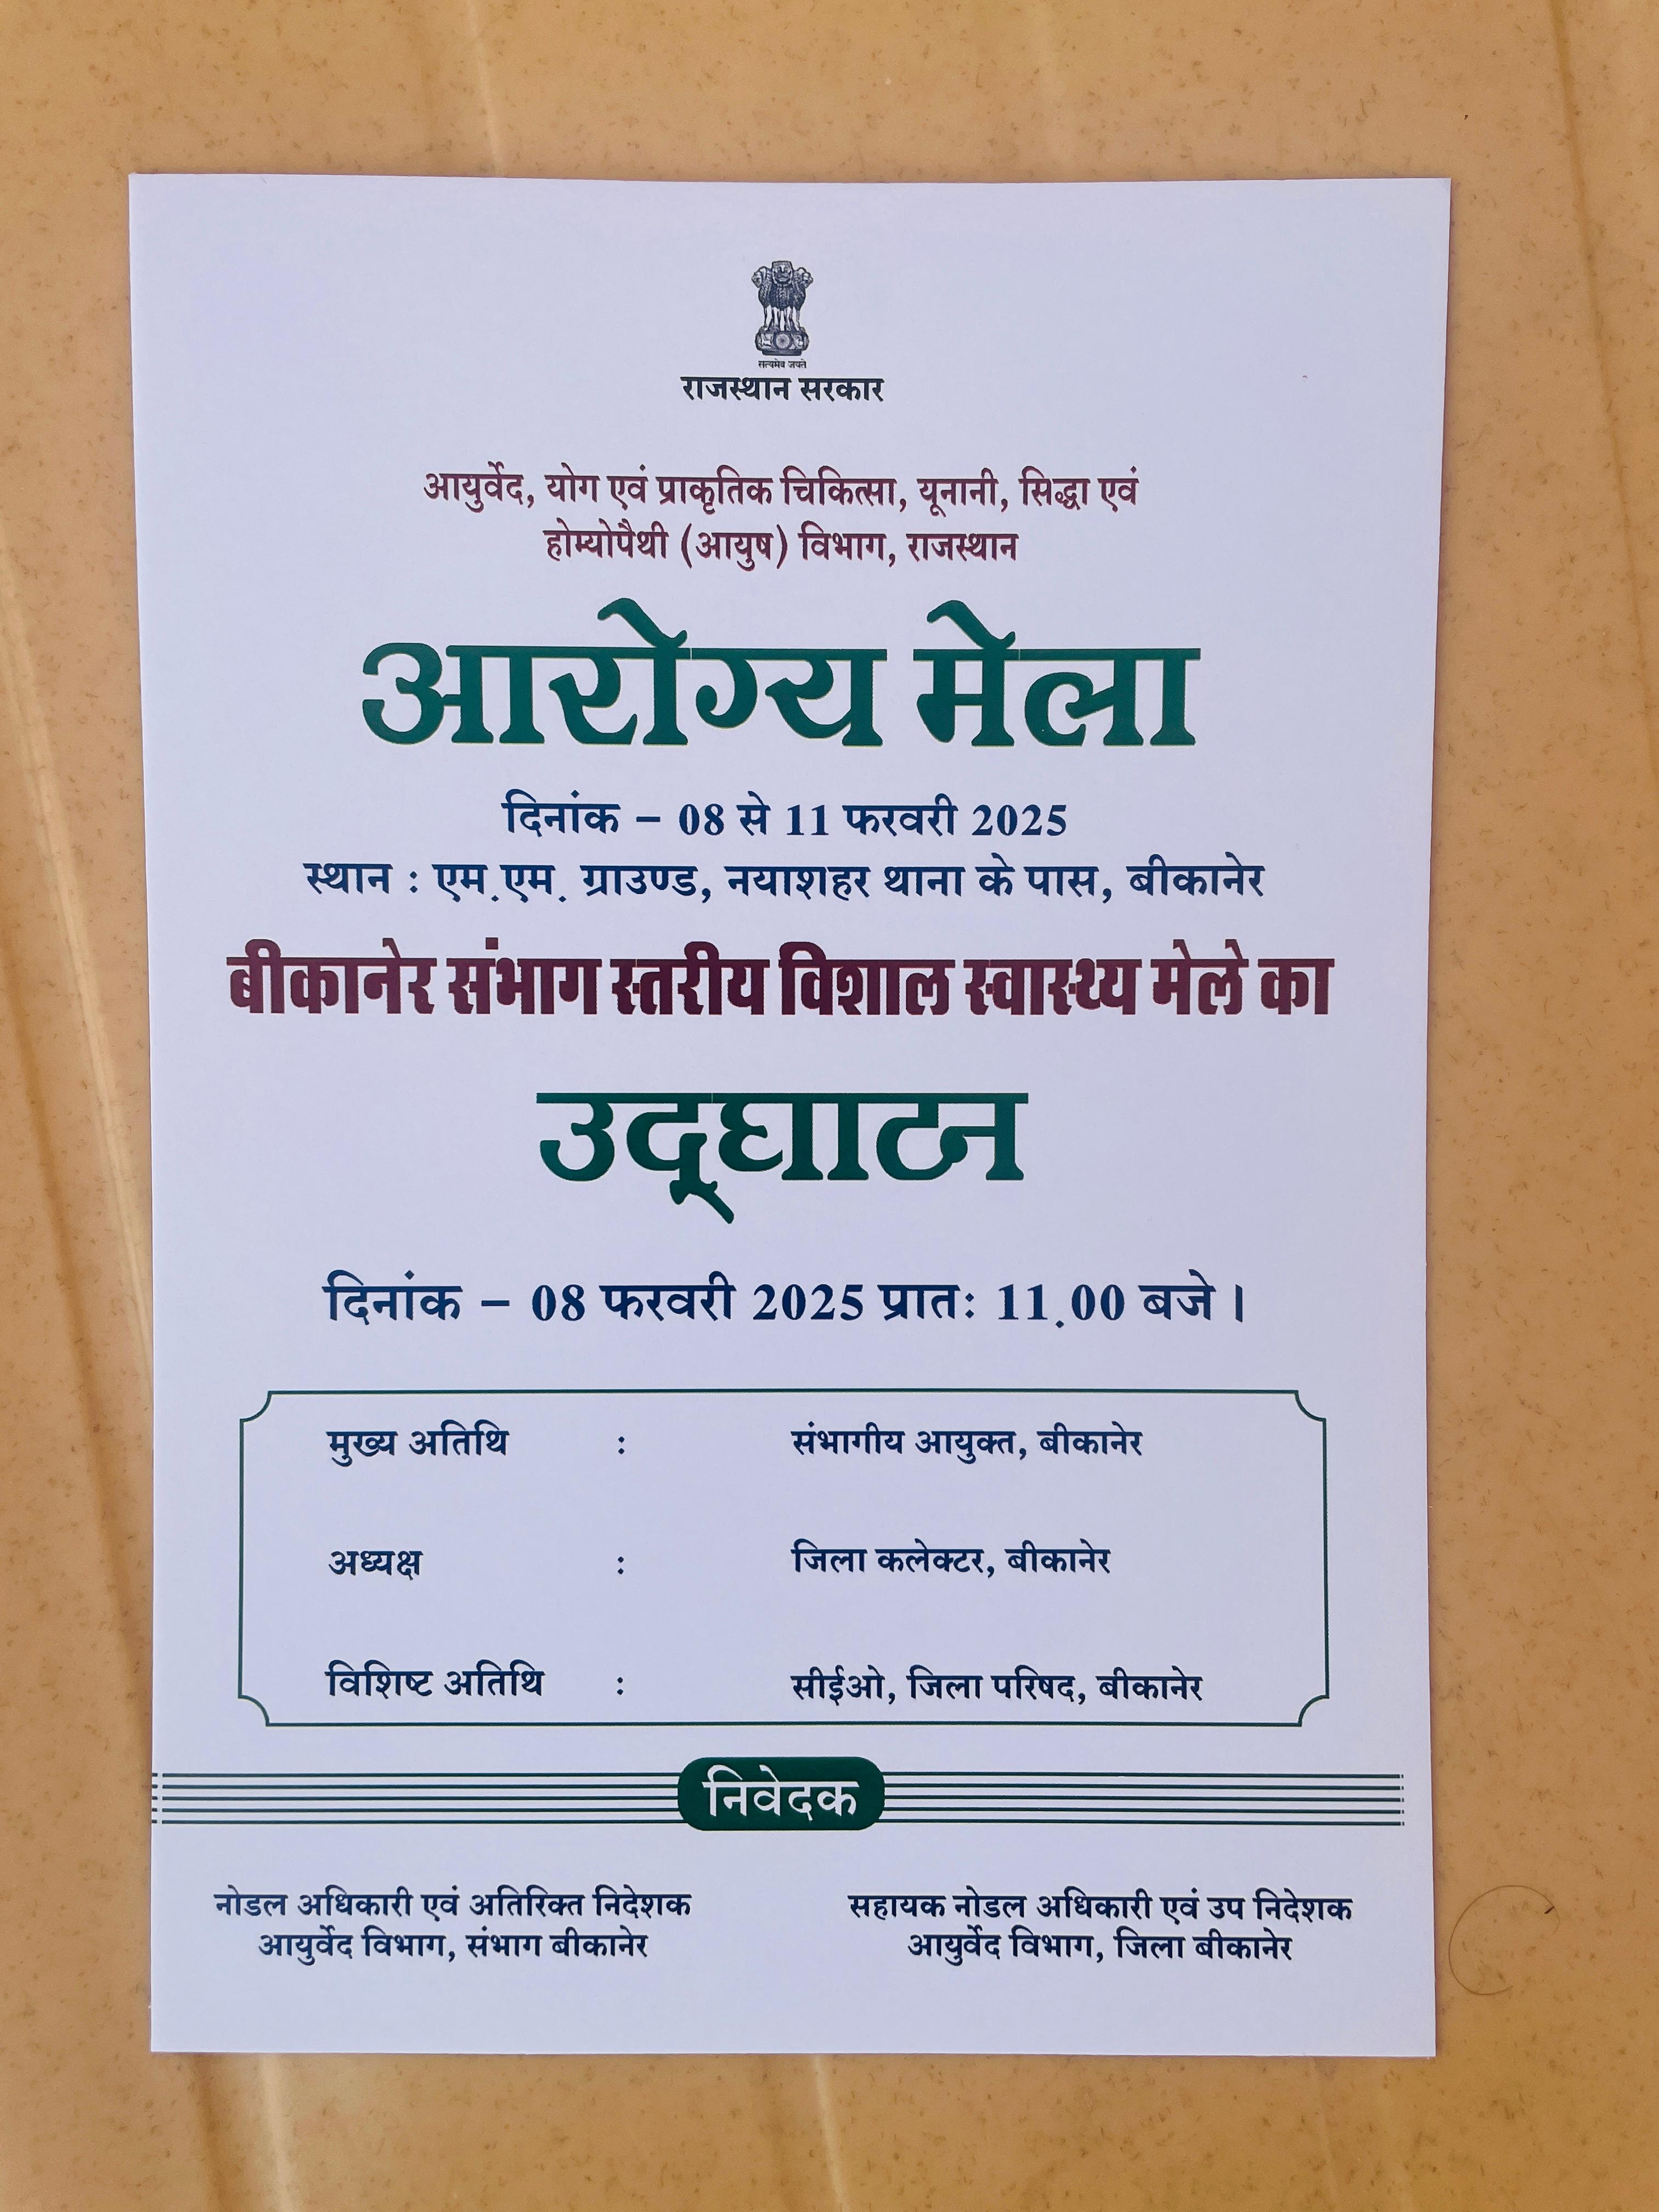 सत्यमेव जयते
राजस्थान सरकार
आयुर्वेद, योग एवं प्राकृतिक चिकित्सा, यूनानी, सिद्धा एवं
होम्योपैथी (आयुष) विभाग, राजस्थान
आरोग्य मेला
दिनांक – 08 से 11 फरवरी 2025
स्थान : एम.एम. ग्राउण्ड, नयाशहर थाना के पास, बीकानेर
बीकानेर संभाग स्तरीय विशाल स्वास्थ्य मेले का
उद्‌घाटन
दिनांक – 08 फरवरी 2025 प्रातः 11.00 बजे।
मुख्य अतिथि : संभागीय आयुक्त, बीकानेर
अध्यक्ष : जिला कलेक्टर, बीकानेर
विशिष्ट अतिथि : सीईओ, जिला परिषद, बीकानेर
निवेदक
नोडल अधिकारी एवं अतिरिक्त निदेशक
आयुर्वेद विभाग, संभाग बीकानेर
सहायक नोडल अधिकारी एवं उप निदेशक
आयुर्वेद विभाग, जिला बीकानेर